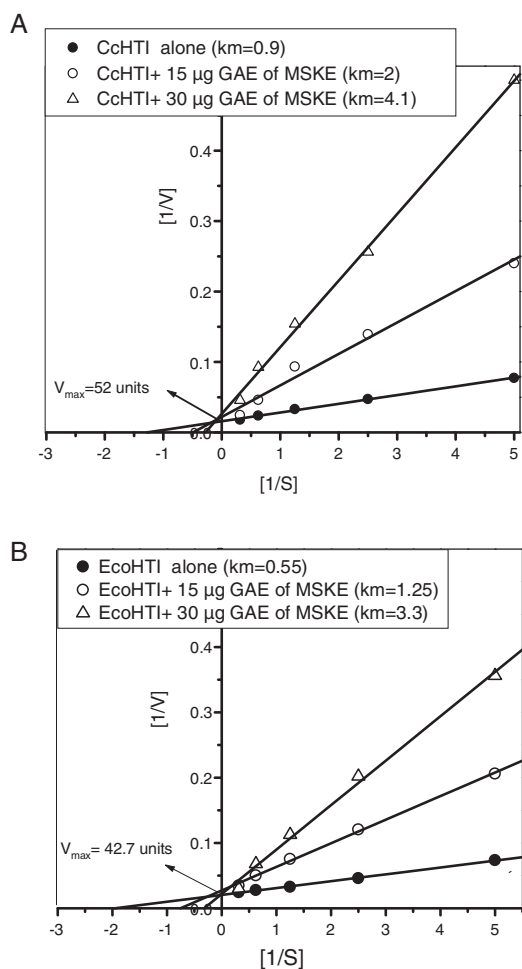 A
CcHTI alone (km=0.9)
CcHTI+ 15 µg GAE of MSKE (km=2)
CcHTI+ 30 µg GAE of MSKE (km=4.1)
[1/V]
0.4
0.3
0.2
0.1
0.0
Vmax=52 units
-3 -2 -1 0 1 2 3 4 5
[1/S]
B
EcoHTI alone (km=0.55)
EcoHTI+ 15 µg GAE of MSKE (km=1.25)
EcoHTI+ 30 µg GAE of MSKE (km=3.3)
[1/V]
0.4
0.3
0.2
0.1
0.0
Vmax= 42.7 units
-3 -2 -1 0 1 2 3 4 5
[1/S]